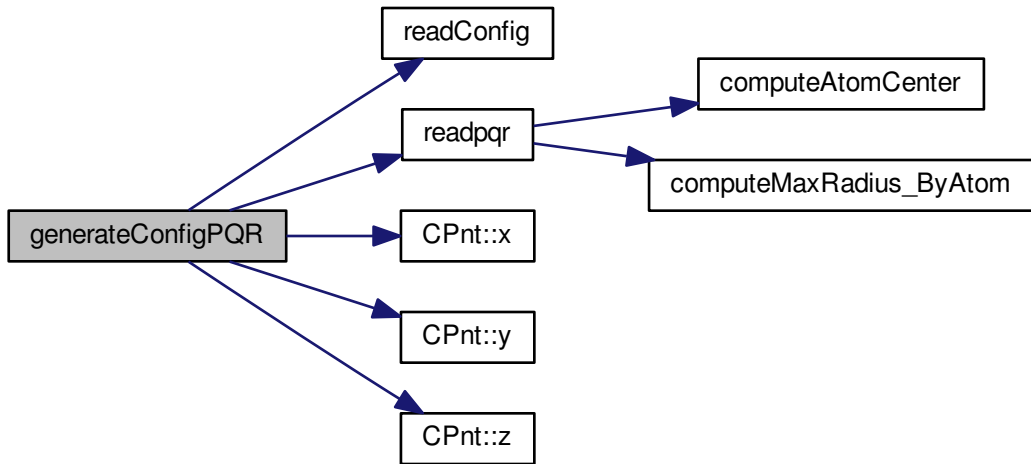 readConfig
computeAtomCenter
readpqr
computeMaxRadius_ByAtom
generateConfigPQR
CPnt::x
CPnt::y
CPnt::z